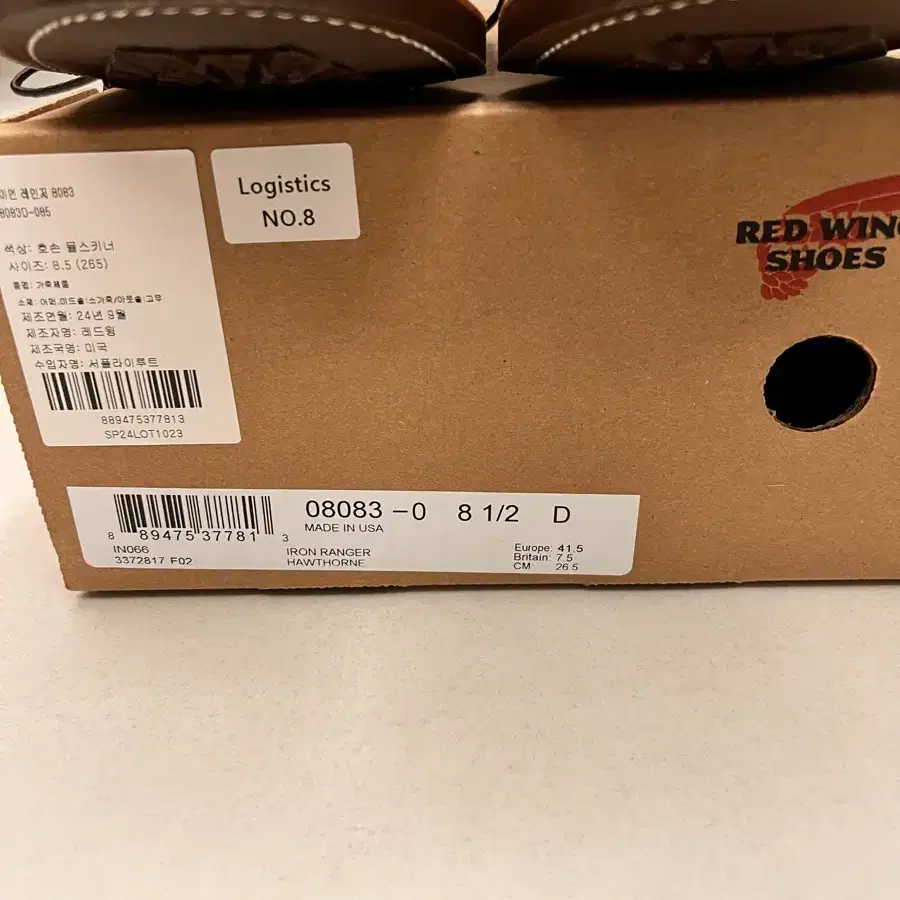 이언 레인저 8083
8083D-085
색상: 호손 뮬스키너
사이즈: 8.5 (265)
품명: 가죽제품
소재: 어퍼,미드솔:소가죽/아웃솔:고무
제조연월: 24년 9월
제조자명: 레드윙
제조국명: 미국
수입자명: 서플라이루트
889475377813
SP24LOT1023
Logistics
NO.8
RED WING
SHOES
8 89475 37781 3
IN066
3372817 F02
08083 -0 8 1/2 D
MADE IN USA
IRON RANGER
HAWTHORNE
Europe: 41.5
Britain: 7.5
CM: 26.5